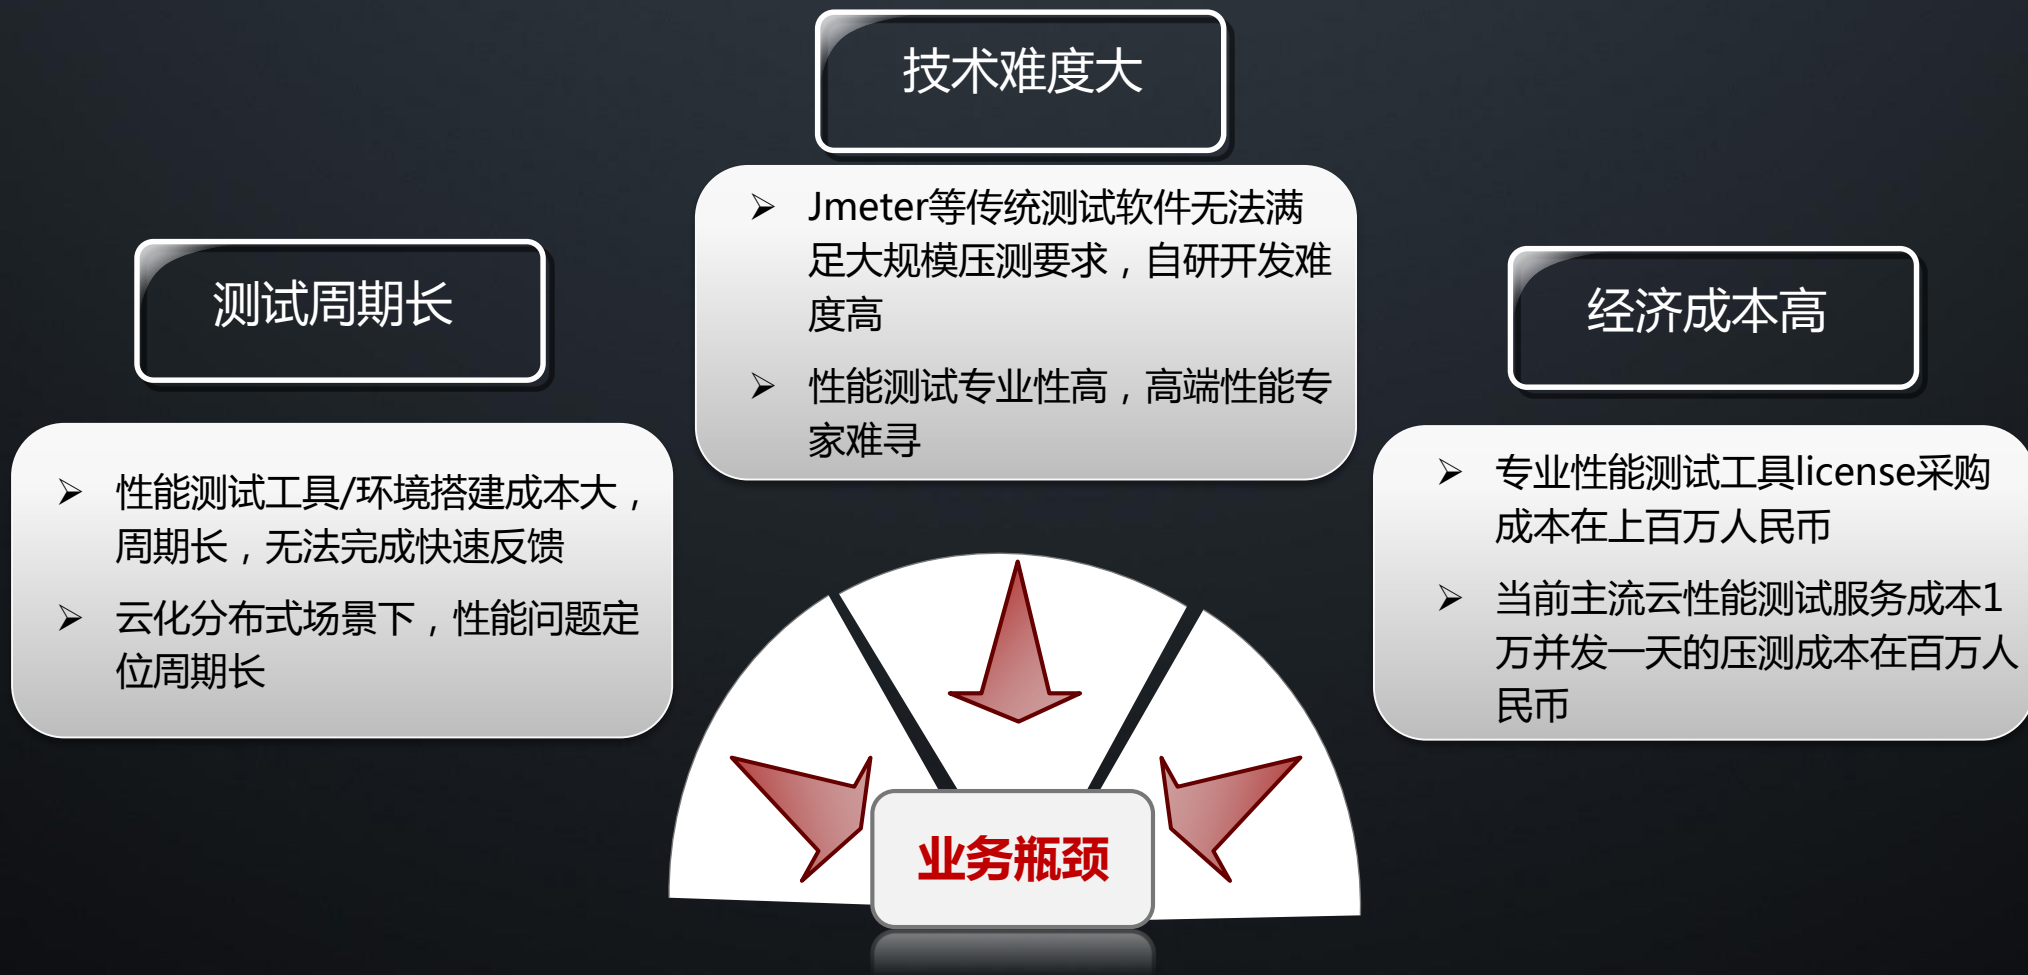 技术难度大
Jmeter等传统测试软件无法满
足大规模压测要求，自研开发难
度高
性能测试专业性高，高端性能专
家难寻
测试周期长
性能测试工具/环境搭建成本大，
周期长，无法完成快速反馈
云化分布式场景下，性能问题定
位周期长
经济成本高
专业性能测试工具license采购
成本在上百万人民币
当前主流云性能测试服务成本1
万并发一天的压测成本在百万人
民币
业务瓶颈